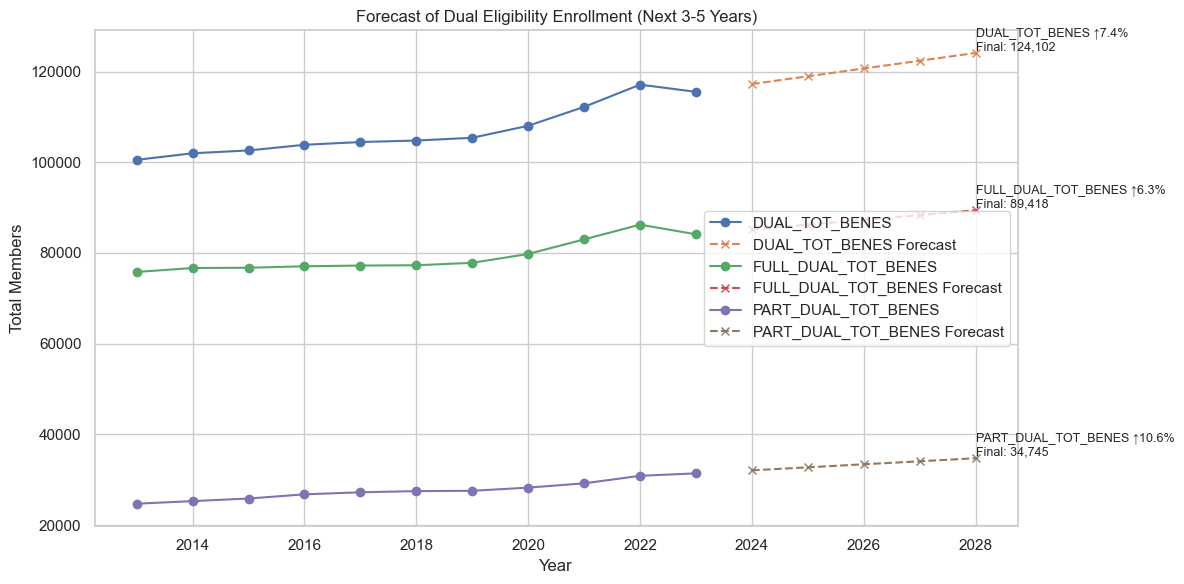 Forecast of Dual Eligibility Enrollment (Next 3-5 Years)
DUAL_TOT_BENES ↑7.4%
Final: 124,102
120000
100000
80000
60000
40000
20000
Total Members
FULL_DUAL_TOT_BENES ↑6.3%
Final: 89,418
DUAL_TOT_BENES
DUAL_TOT_BENES Forecast
FULL_DUAL_TOT_BENES
FULL_DUAL_TOT_BENES Forecast
PART_DUAL_TOT_BENES
PART_DUAL_TOT_BENES Forecast
PART_DUAL_TOT_BENES ↑10.6%
Final: 34,745
2014 2016 2018 2020 2022 2024 2026 2028
Year